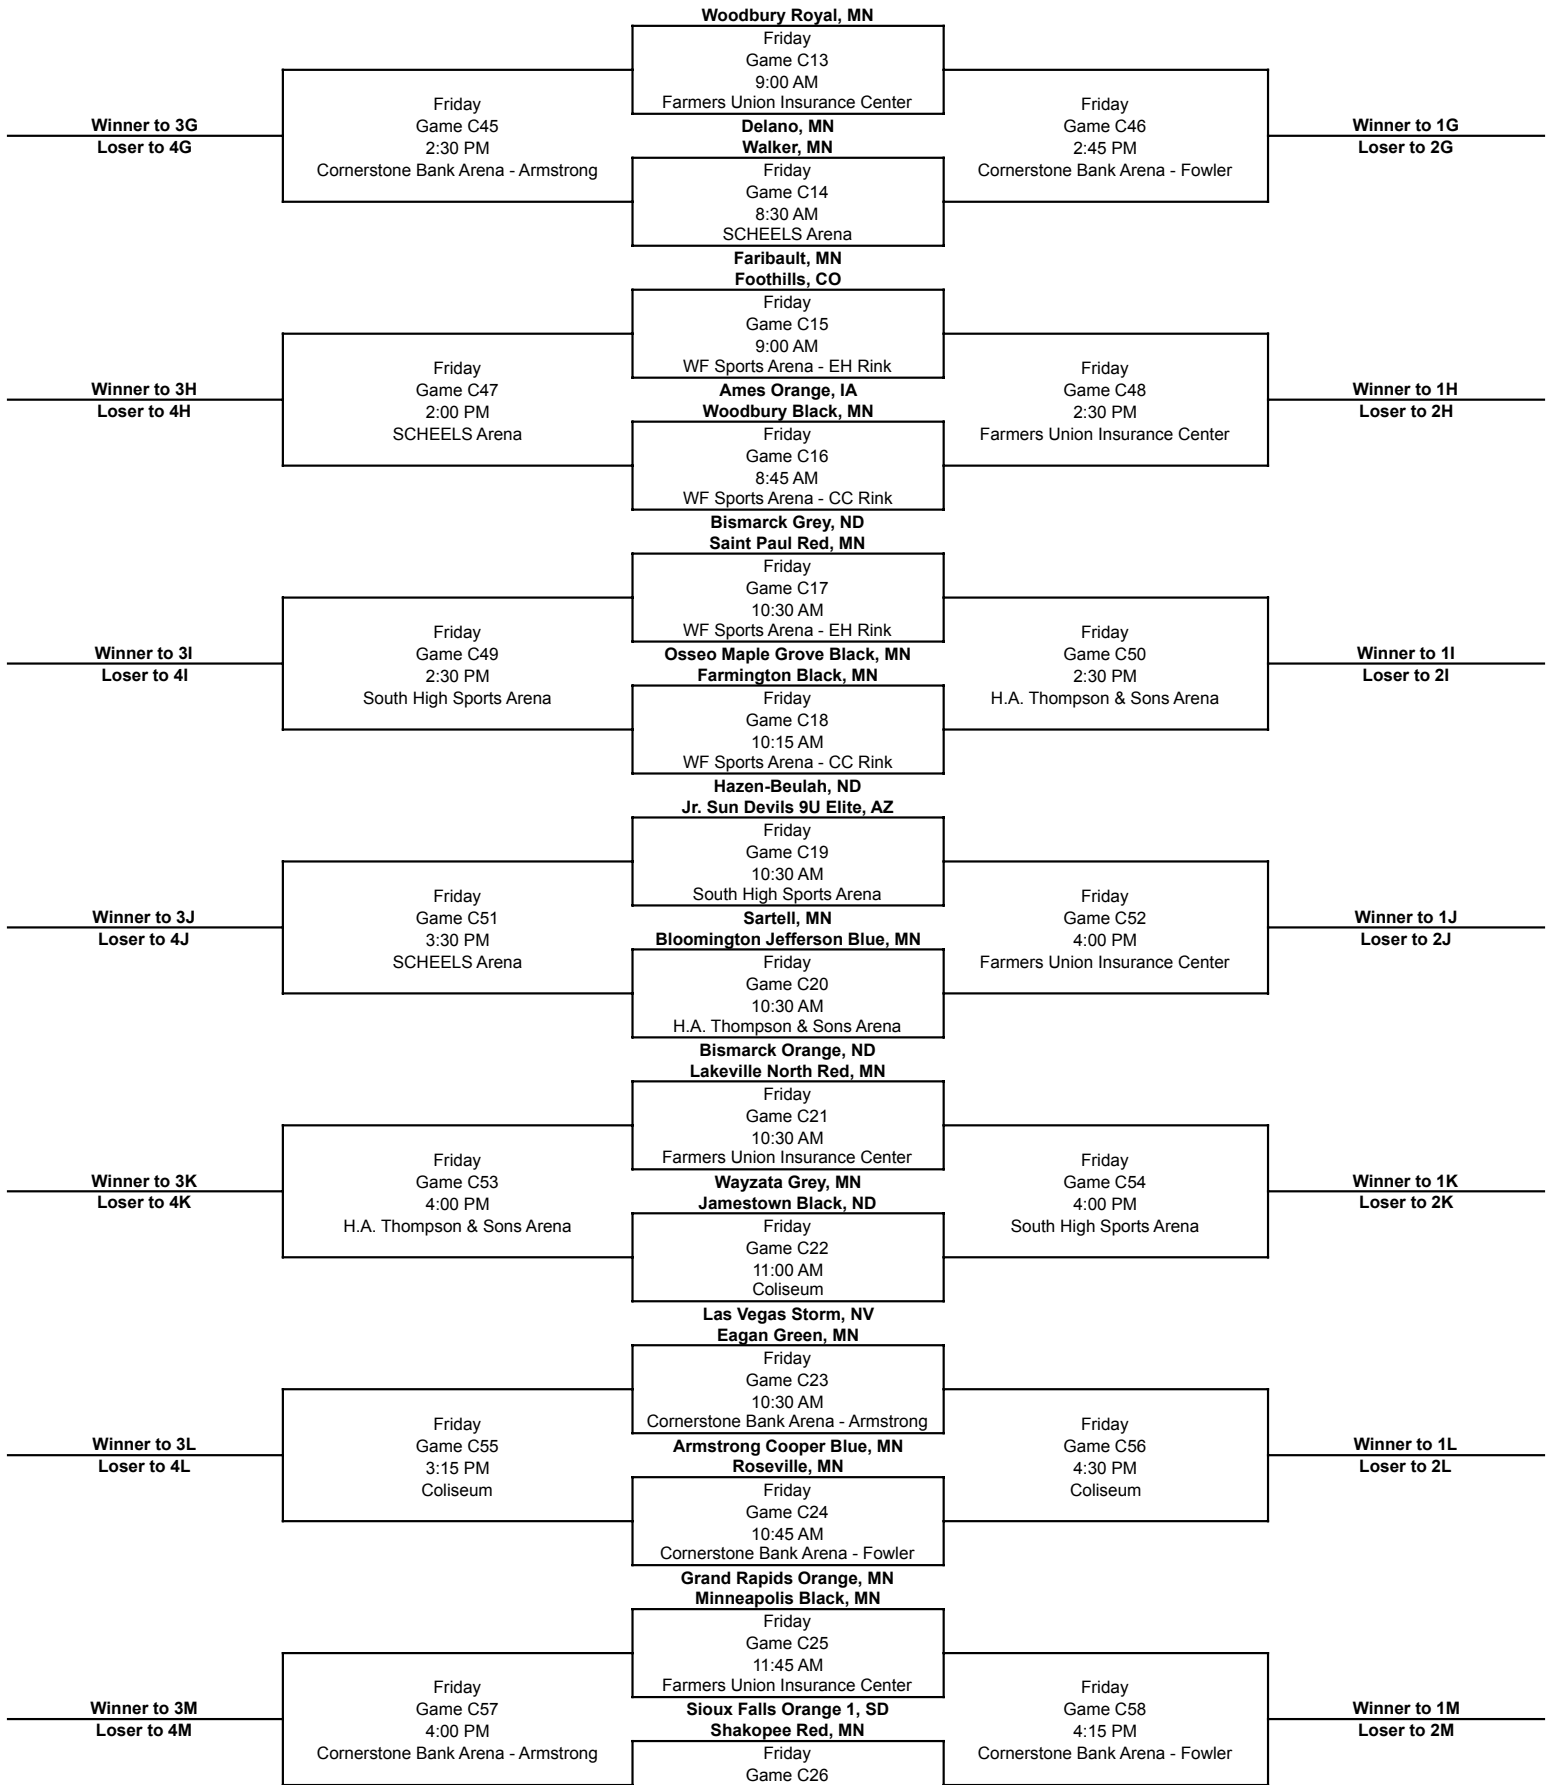 Woodbury Royal, MN
Friday
Game C13
9:00 AM
Farmers Union Insurance Center
Delano, MN
Winner to 3G
Loser to 4G
Friday
Game C45
2:30 PM
Cornerstone Bank Arena - Armstrong
Friday
Game C46
2:45 PM
Cornerstone Bank Arena - Fowler
Winner to 1G
Loser to 2G
Walker, MN
Friday
Game C14
8:30 AM
SCHEELS Arena
Faribault, MN
Foothills, CO
Friday
Game C15
9:00 AM
WF Sports Arena - EH Rink
Ames Orange, IA
Winner to 3H
Loser to 4H
Friday
Game C47
2:00 PM
SCHEELS Arena
Friday
Game C48
2:30 PM
Farmers Union Insurance Center
Winner to 1H
Loser to 2H
Woodbury Black, MN
Friday
Game C16
8:45 AM
WF Sports Arena - CC Rink
Bismarck Grey, ND
Saint Paul Red, MN
Friday
Game C17
10:30 AM
WF Sports Arena - EH Rink
Osseo Maple Grove Black, MN
Winner to 3I
Loser to 4I
Friday
Game C49
2:30 PM
South High Sports Arena
Friday
Game C50
2:30 PM
H.A. Thompson & Sons Arena
Winner to 1I
Loser to 2I
Farmington Black, MN
Friday
Game C18
10:15 AM
WF Sports Arena - CC Rink
Hazen-Beulah, ND
Jr. Sun Devils 9U Elite, AZ
Friday
Game C19
10:30 AM
South High Sports Arena
Sartell, MN
Winner to 3J
Loser to 4J
Friday
Game C51
3:30 PM
SCHEELS Arena
Friday
Game C52
4:00 PM
Farmers Union Insurance Center
Winner to 1J
Loser to 2J
Bloomington Jefferson Blue, MN
Friday
Game C20
10:30 AM
H.A. Thompson & Sons Arena
Bismarck Orange, ND
Lakeville North Red, MN
Friday
Game C21
10:30 AM
Farmers Union Insurance Center
Wayzata Grey, MN
Winner to 3K
Loser to 4K
Friday
Game C53
4:00 PM
H.A. Thompson & Sons Arena
Friday
Game C54
4:00 PM
South High Sports Arena
Winner to 1K
Loser to 2K
Jamestown Black, ND
Friday
Game C22
11:00 AM
Coliseum
Las Vegas Storm, NV
Eagan Green, MN
Friday
Game C23
10:30 AM
Cornerstone Bank Arena - Armstrong
Armstrong Cooper Blue, MN
Winner to 3L
Loser to 4L
Friday
Game C55
3:15 PM
Coliseum
Friday
Game C56
4:30 PM
Coliseum
Winner to 1L
Loser to 2L
Roseville, MN
Friday
Game C24
10:45 AM
Cornerstone Bank Arena - Fowler
Grand Rapids Orange, MN
Minneapolis Black, MN
Friday
Game C25
11:45 AM
Farmers Union Insurance Center
Sioux Falls Orange 1, SD
Winner to 3M
Loser to 4M
Friday
Game C57
4:00 PM
Cornerstone Bank Arena - Armstrong
Friday
Game C58
4:15 PM
Cornerstone Bank Arena - Fowler
Winner to 1M
Loser to 2M
Shakopee Red, MN
Friday
Game C26